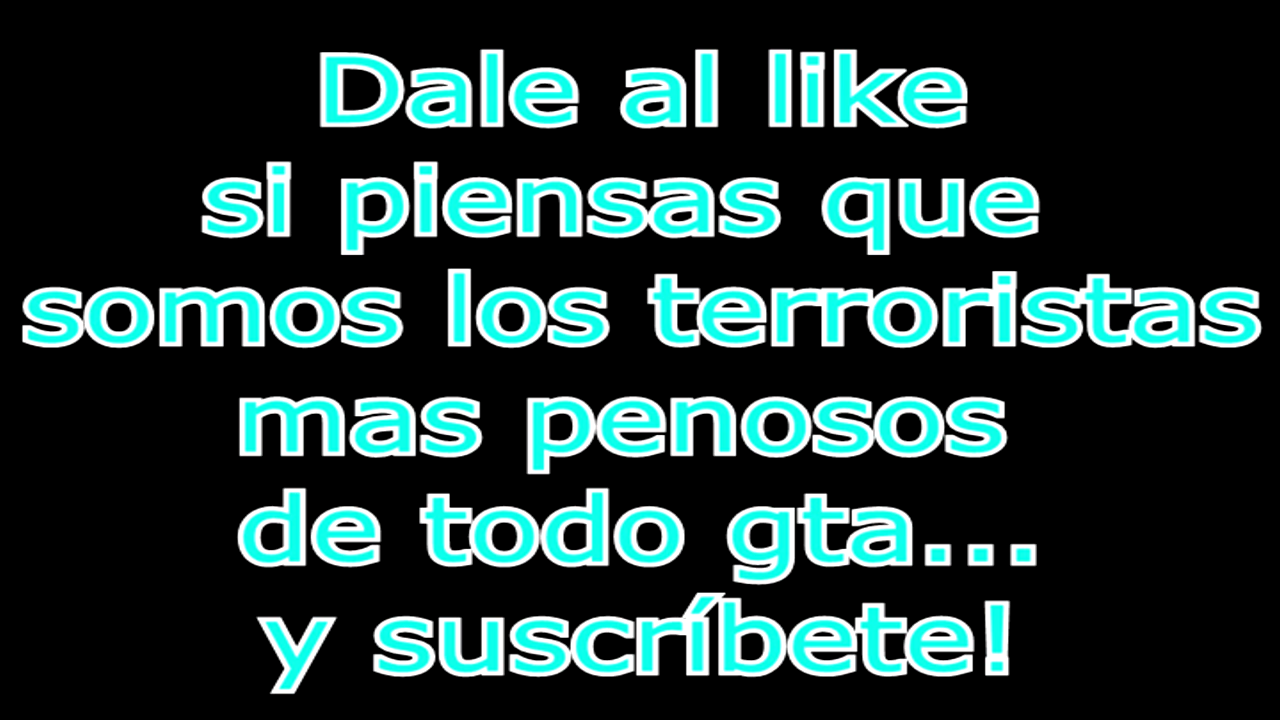 Dale al like
si piensas que
somos los terroristas
mas penosos
de todo gta...
y suscríbete!